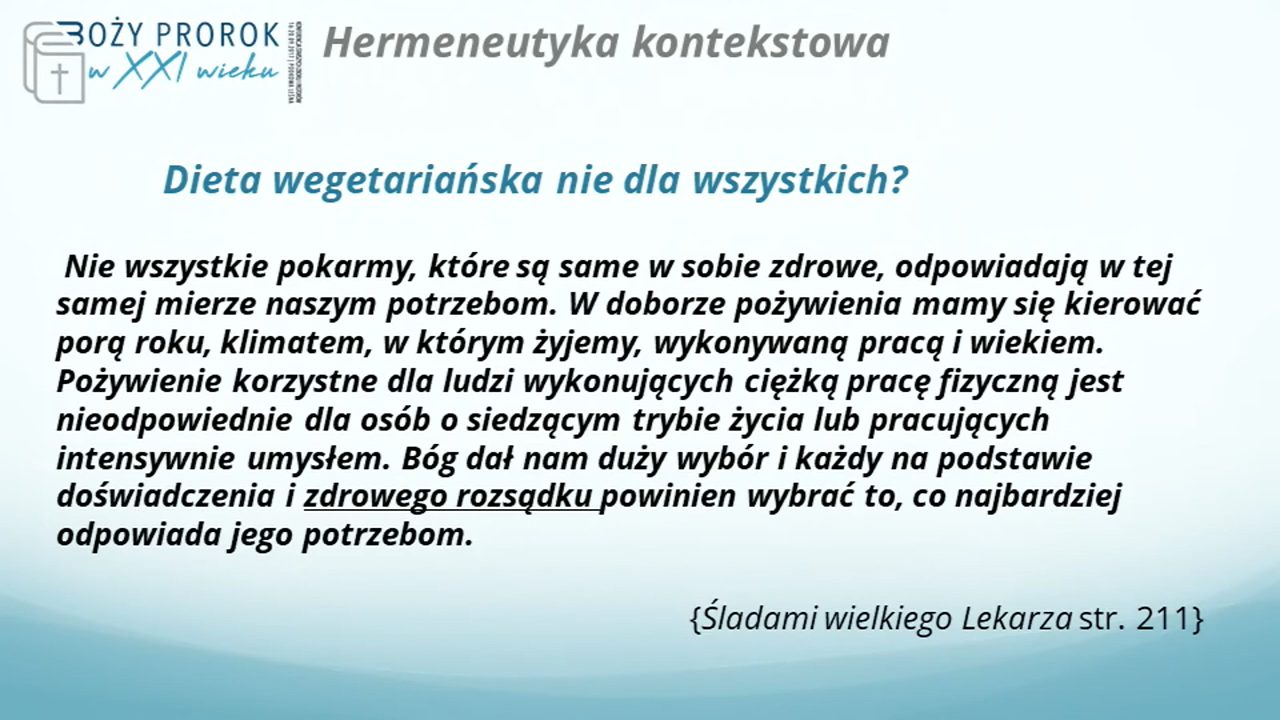 BOŻY PROROK
w XXI wieku
Hermeneutyka kontekstowa
Dieta wegetariańska nie dla wszystkich?
Nie wszystkie pokarmy, które są same w sobie zdrowe, odpowiadają w tej
samej mierze naszym potrzebom. W doborze pożywienia mamy się kierować
porą roku, klimatem, w którym żyjemy, wykonywaną pracą i wiekiem.
Pożywienie korzystne dla ludzi wykonujących ciężką pracę fizyczną jest
nieodpowiednie dla osób o siedzącym trybie życia lub pracujących
intensywnie umysłem. Bóg dał nam duży wybór i każdy na podstawie
doświadczenia i zdrowego rozsądku powinien wybrać to, co najbardziej
odpowiada jego potrzebom.
{Śladami wielkiego Lekarza str. 211}